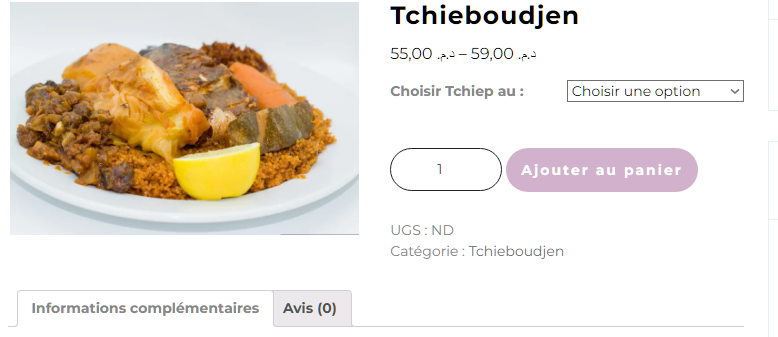 Tchieboudjen
55,00 د.م. – 59,00 د.م.
Choisir Tchiep au : Choisir une option
1 Ajouter au panier
UGS : ND
Catégorie : Tchieboudjen
Informations complémentaires Avis (0)